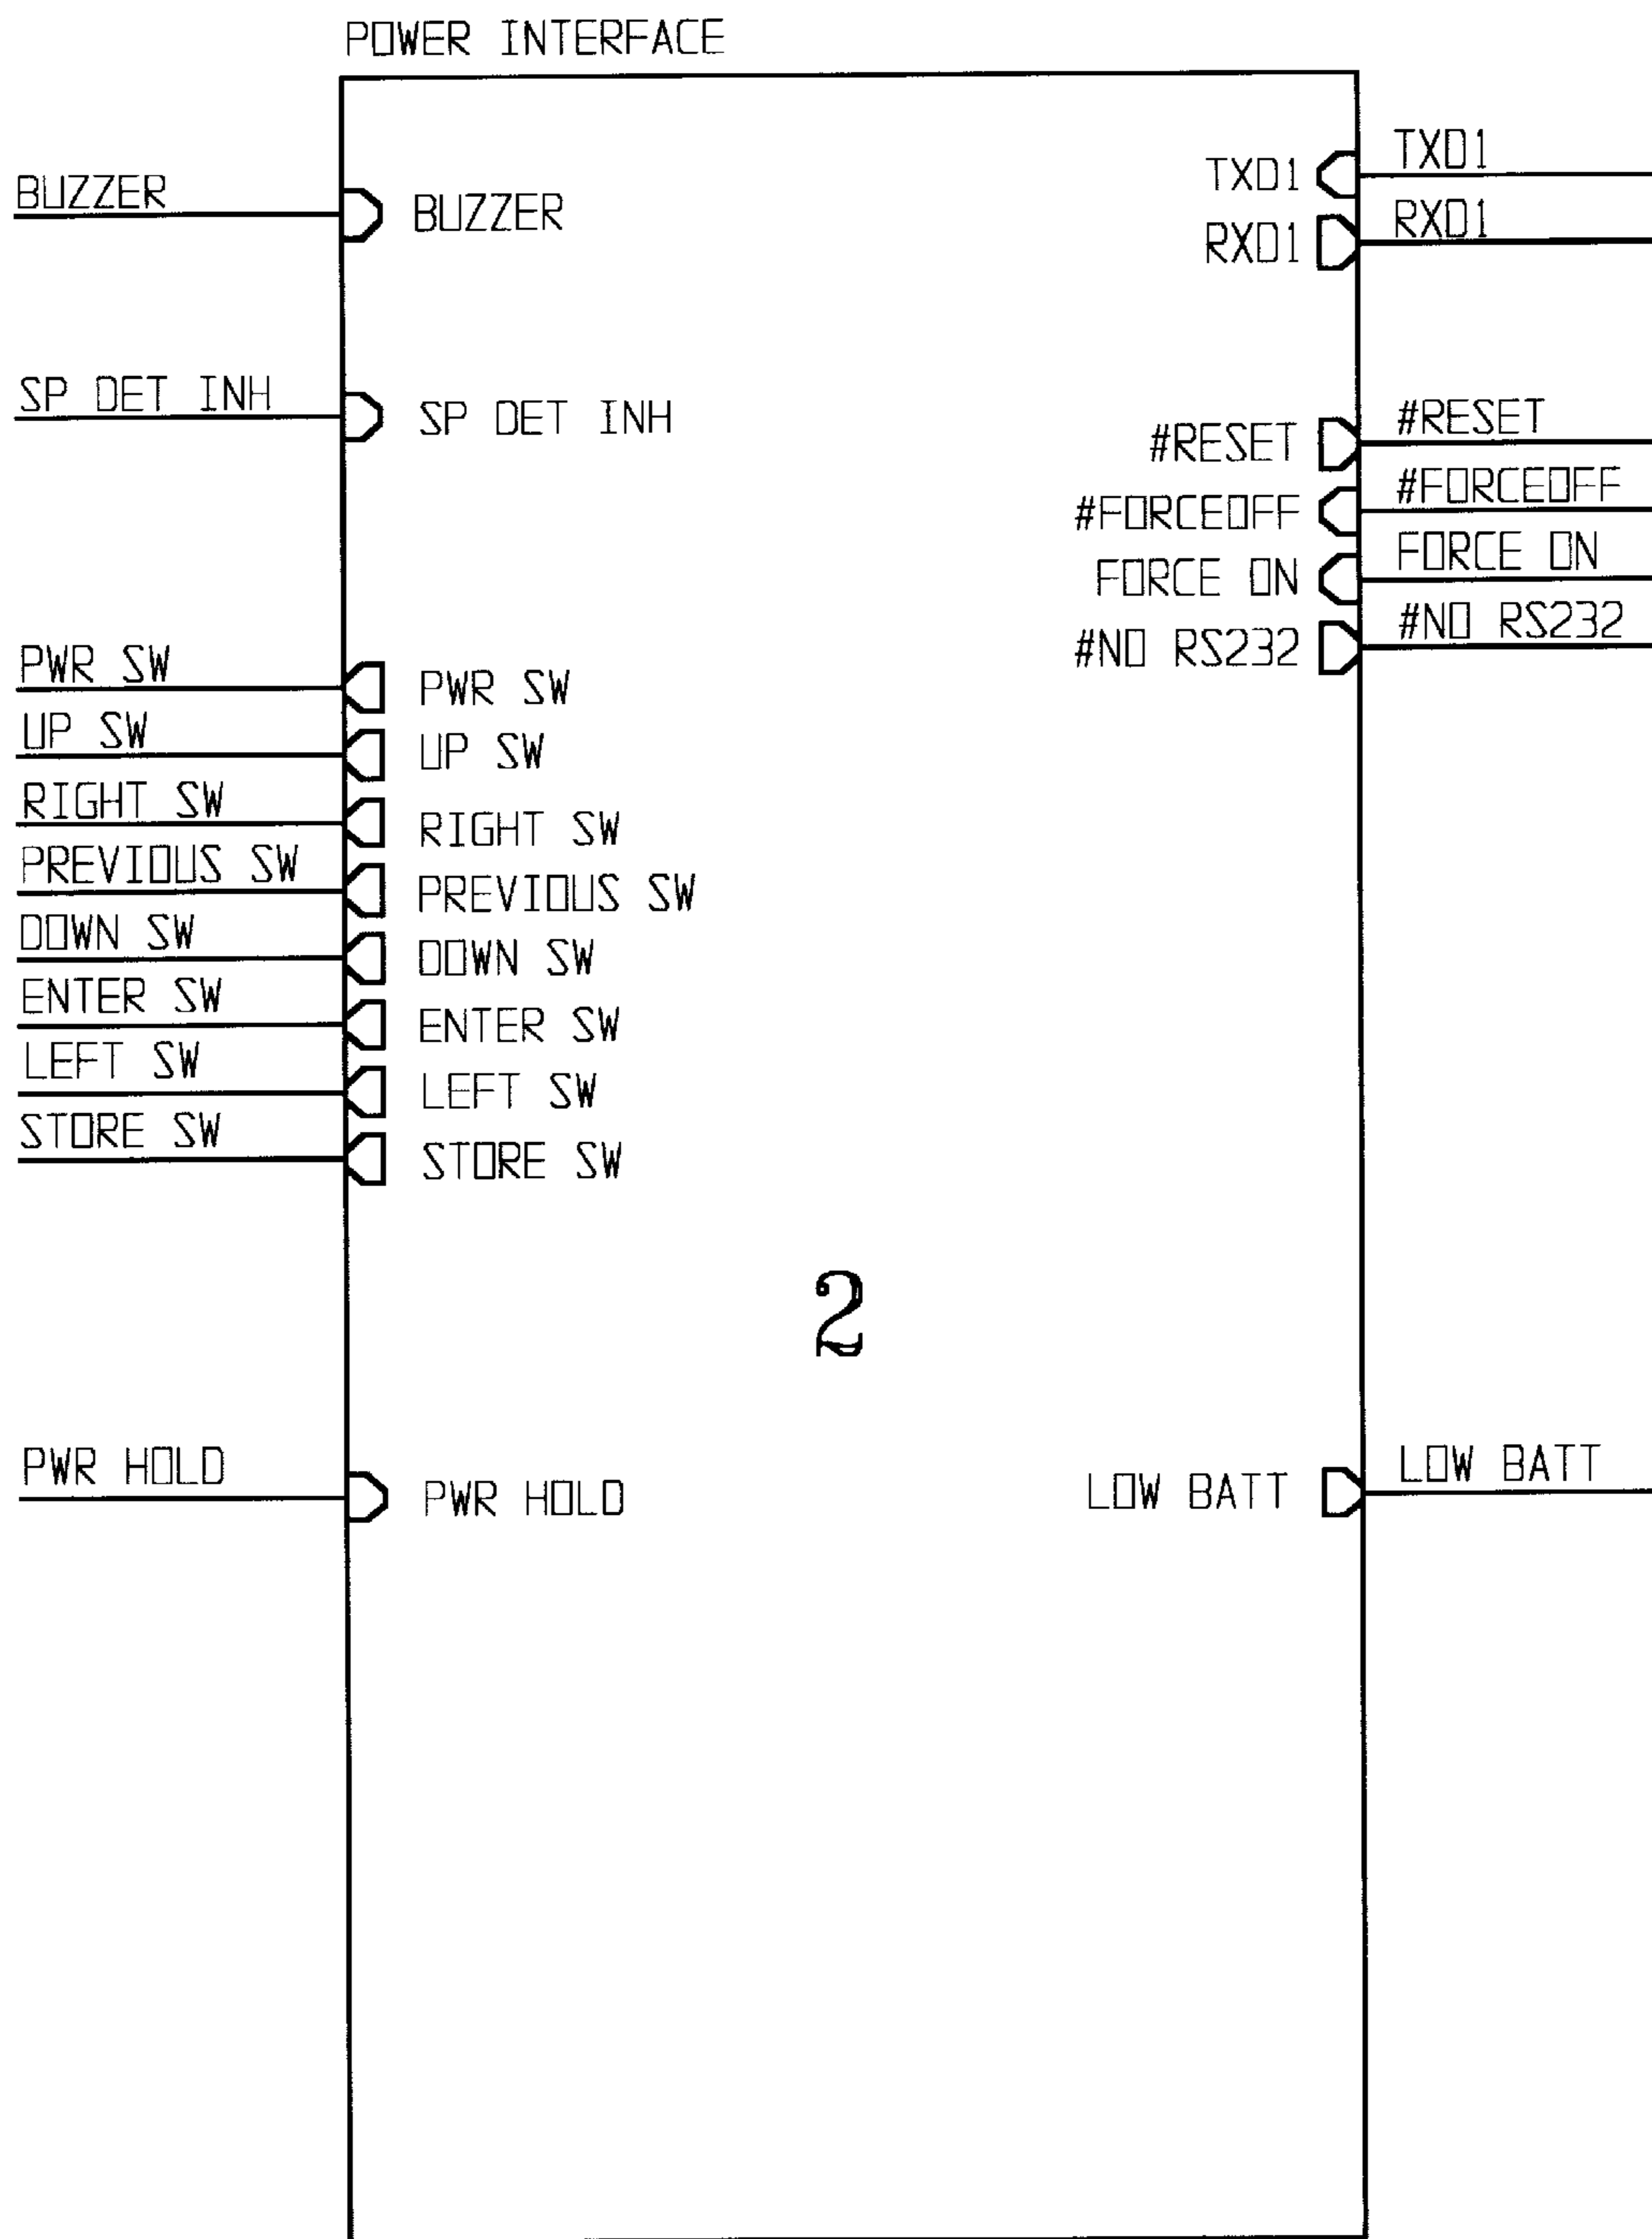 POWER INTERFACE
BUZZER
BUZZER
SP DET INH
SP DET INH
PWR SW
PWR SW
UP SW
UP SW
RIGHT SW
RIGHT SW
PREVIOUS SW
PREVIOUS SW
DOWN SW
DOWN SW
ENTER SW
ENTER SW
LEFT SW
LEFT SW
STORE SW
STORE SW
PWR HOLD
PWR HOLD
2
TXD1
TXD1
RXD1
RXD1
#RESET
#RESET
#FORCEOFF
#FORCEOFF
FORCE ON
FORCE ON
#NO RS232
#NO RS232
LOW BATT
LOW BATT